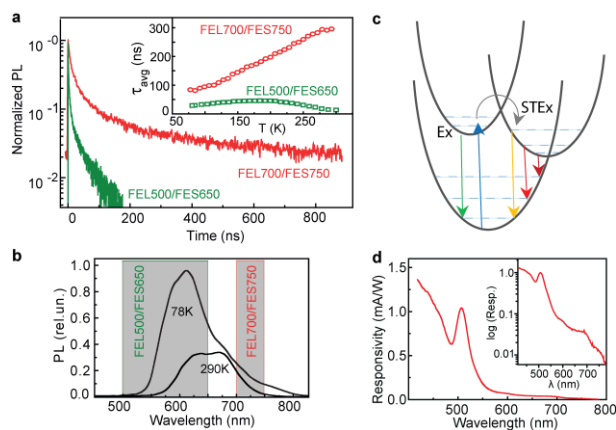 a
Normalized PL
10⁻⁰
10⁻¹
10⁻²
0 200 400 600 800
Time (ns)
FEL700/FES750
FEL500/FES650
τavg (ns)
300
200
100
0
100 200
T (K)
FEL700/FES750
FEL500/FES650
b
PL (rel.un.)
1.0
0.8
0.6
0.4
0.2
0.0
500 600 700 800
Wavelength (nm)
FEL500/FES650
FEL700/FES750
78K
290K
c
Ex
STEx
d
Responsivity (mA/W)
1.5
1.0
0.5
0.0
500 600 700 800
Wavelength (nm)
log (Resp.)
1.0
0.1
0.01
500 600 700 800
λ (nm)